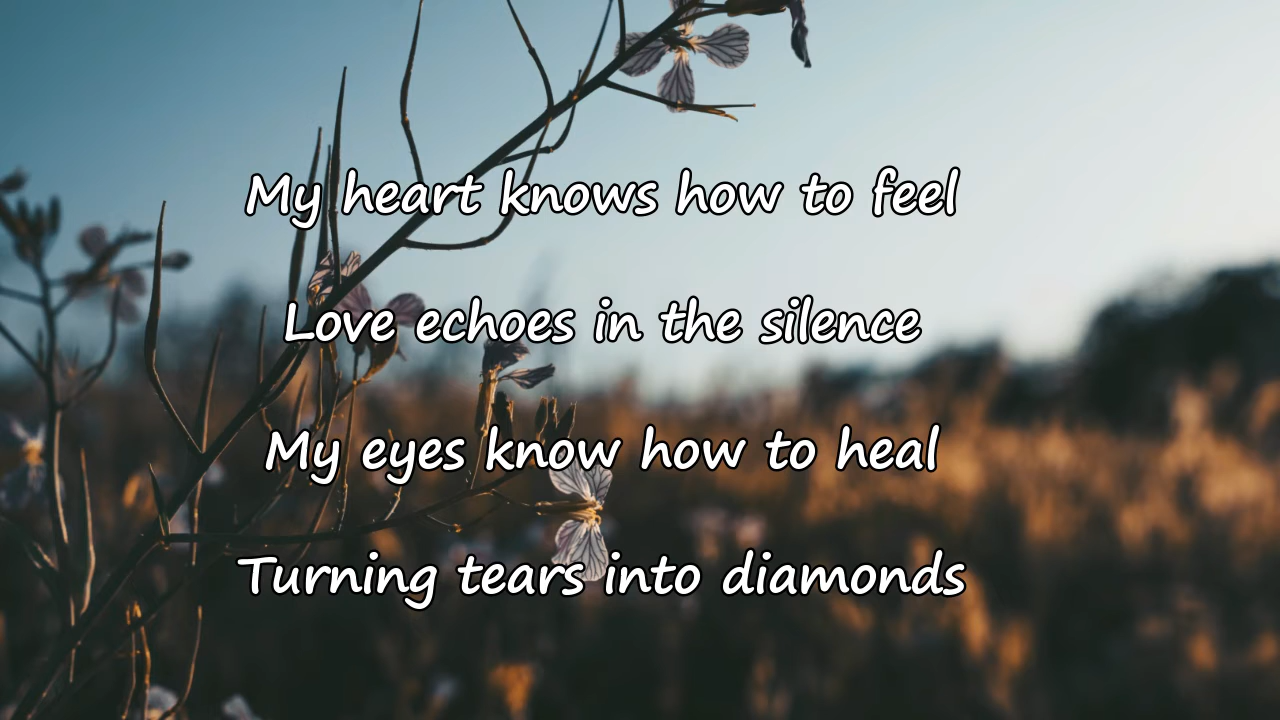 My heart knows how to feel
Love echoes in the silence
My eyes know how to heal
Turning tears into diamonds